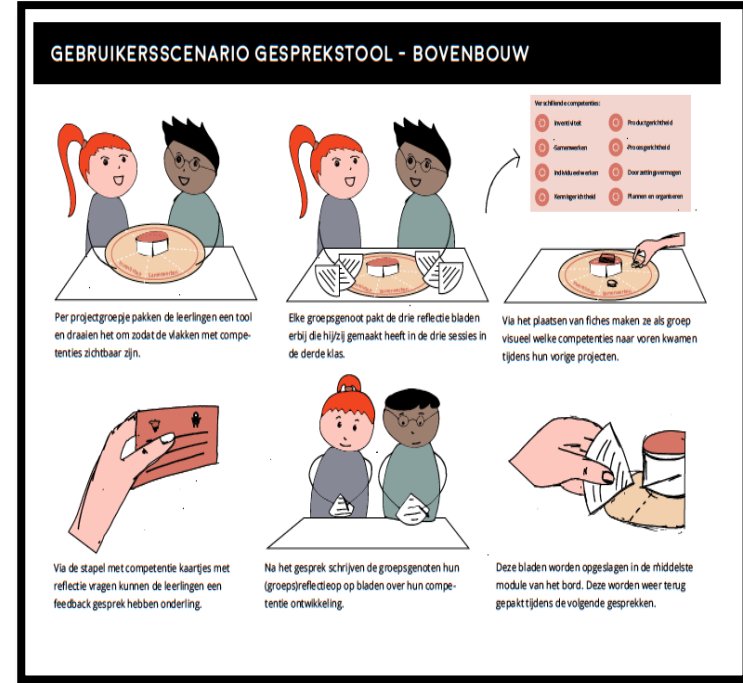 GEBRUIKERSSCENARIO GESPREKSTOOL - BOVENBOUW
Verschillende competenties:
Inventiviteit
Productgerichtheid
Samenwerken
Procesgerichtheid
Individueel werken
Doorzettingsvermogen
Kennisgerichtheid
Plannen en organiseren
Per projectgroepje pakken de leerlingen een tool
en draaien het om zodat de vlakken met compe-
tenties zichtbaar zijn.
Elke groepsgenoot pakt de drie reflectie bladen
erbij die hij/zij gemaakt heeft in de drie sessies in
de derde klas.
Via het plaatsen van fiches maken ze als groep
visueel welke competenties naar voren kwamen
tijdens hun vorige projecten.
Via de stapel met competentie kaartjes met
reflectie vragen kunnen de leerlingen een
feedback gesprek hebben onderling.
Na het gesprek schrijven de groepsgenoten hun
(groeps)reflectieop op bladen over hun compe-
tentie ontwikkeling.
Deze bladen worden opgeslagen in de middelste
module van het bord. Deze worden weer terug
gepakt tijdens de volgende gesprekken.